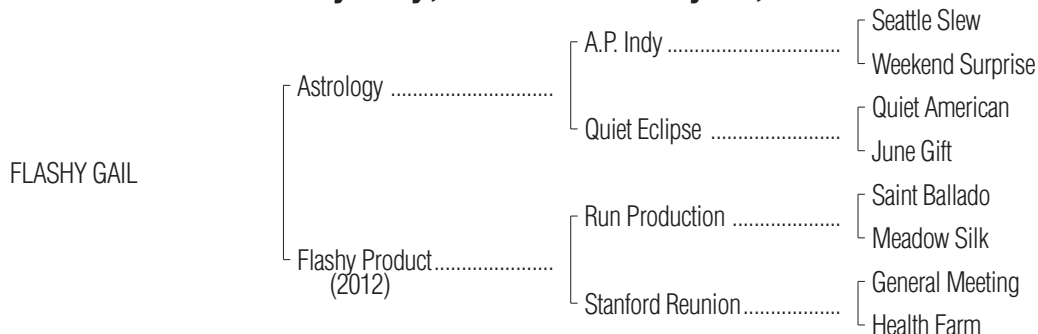 Seattle Slew
A.P. Indy ................................
Weekend Surprise
Astrology ..............................
Quiet American
Quiet Eclipse ........................
June Gift
FLASHY GAIL
Saint Ballado
Run Production ....................
Meadow Silk
Flashy Product......................
(2012)
General Meeting
Stanford Reunion..................
Health Farm